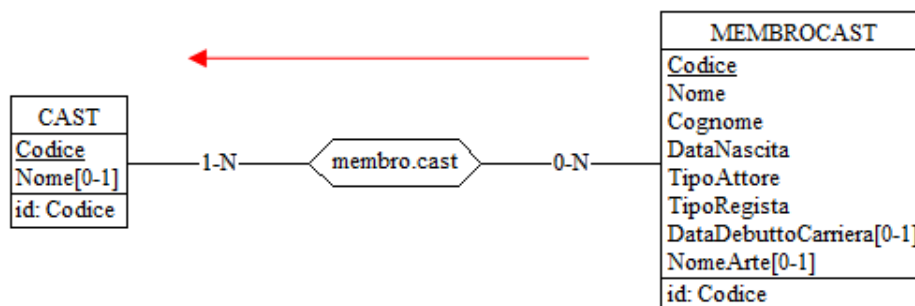 CAST
Codice
Nome[0-1]
id: Codice
1-N
membro.cast
0-N
MEMBROCAST
Codice
Nome
Cognome
DataNascita
TipoAttore
TipoRegista
DataDebuttoCarriera[0-1]
NomeArte[0-1]
id: Codice